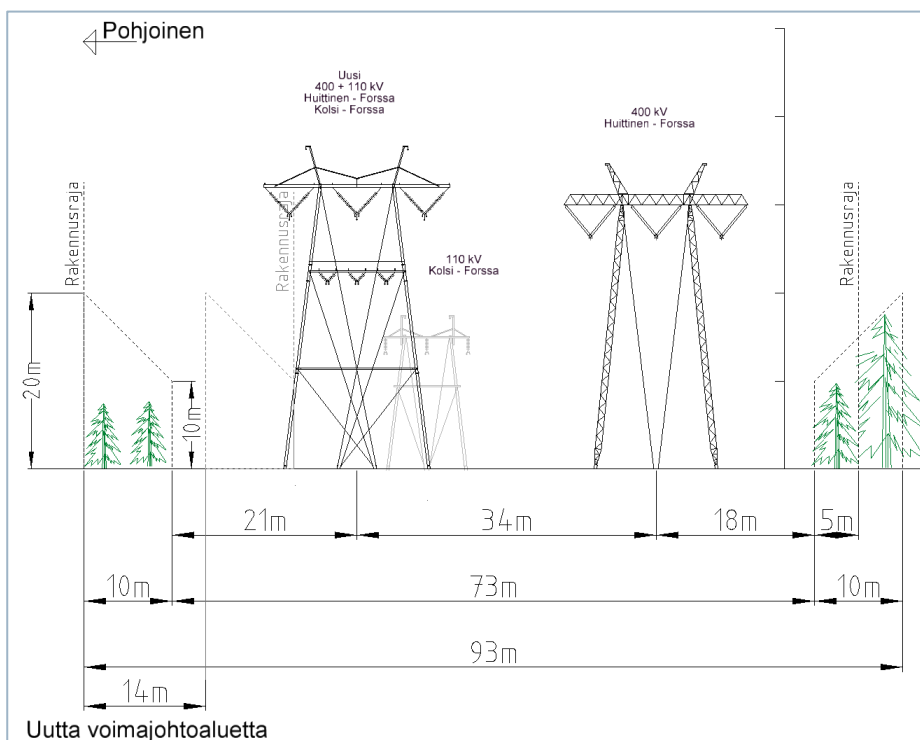 Pohjoinen
Uusi
400 + 110 kV
Huittinen - Forssa
Kolsi - Forssa
400 kV
Huittinen - Forssa
Rakennusraja
Rakennusraja
Rakennusraja
110 kV
Kolsi - Forssa
20m
10m
21m
34m
18m
5m
10m
73m
10m
93m
14m
Uutta voimajohtoaluetta